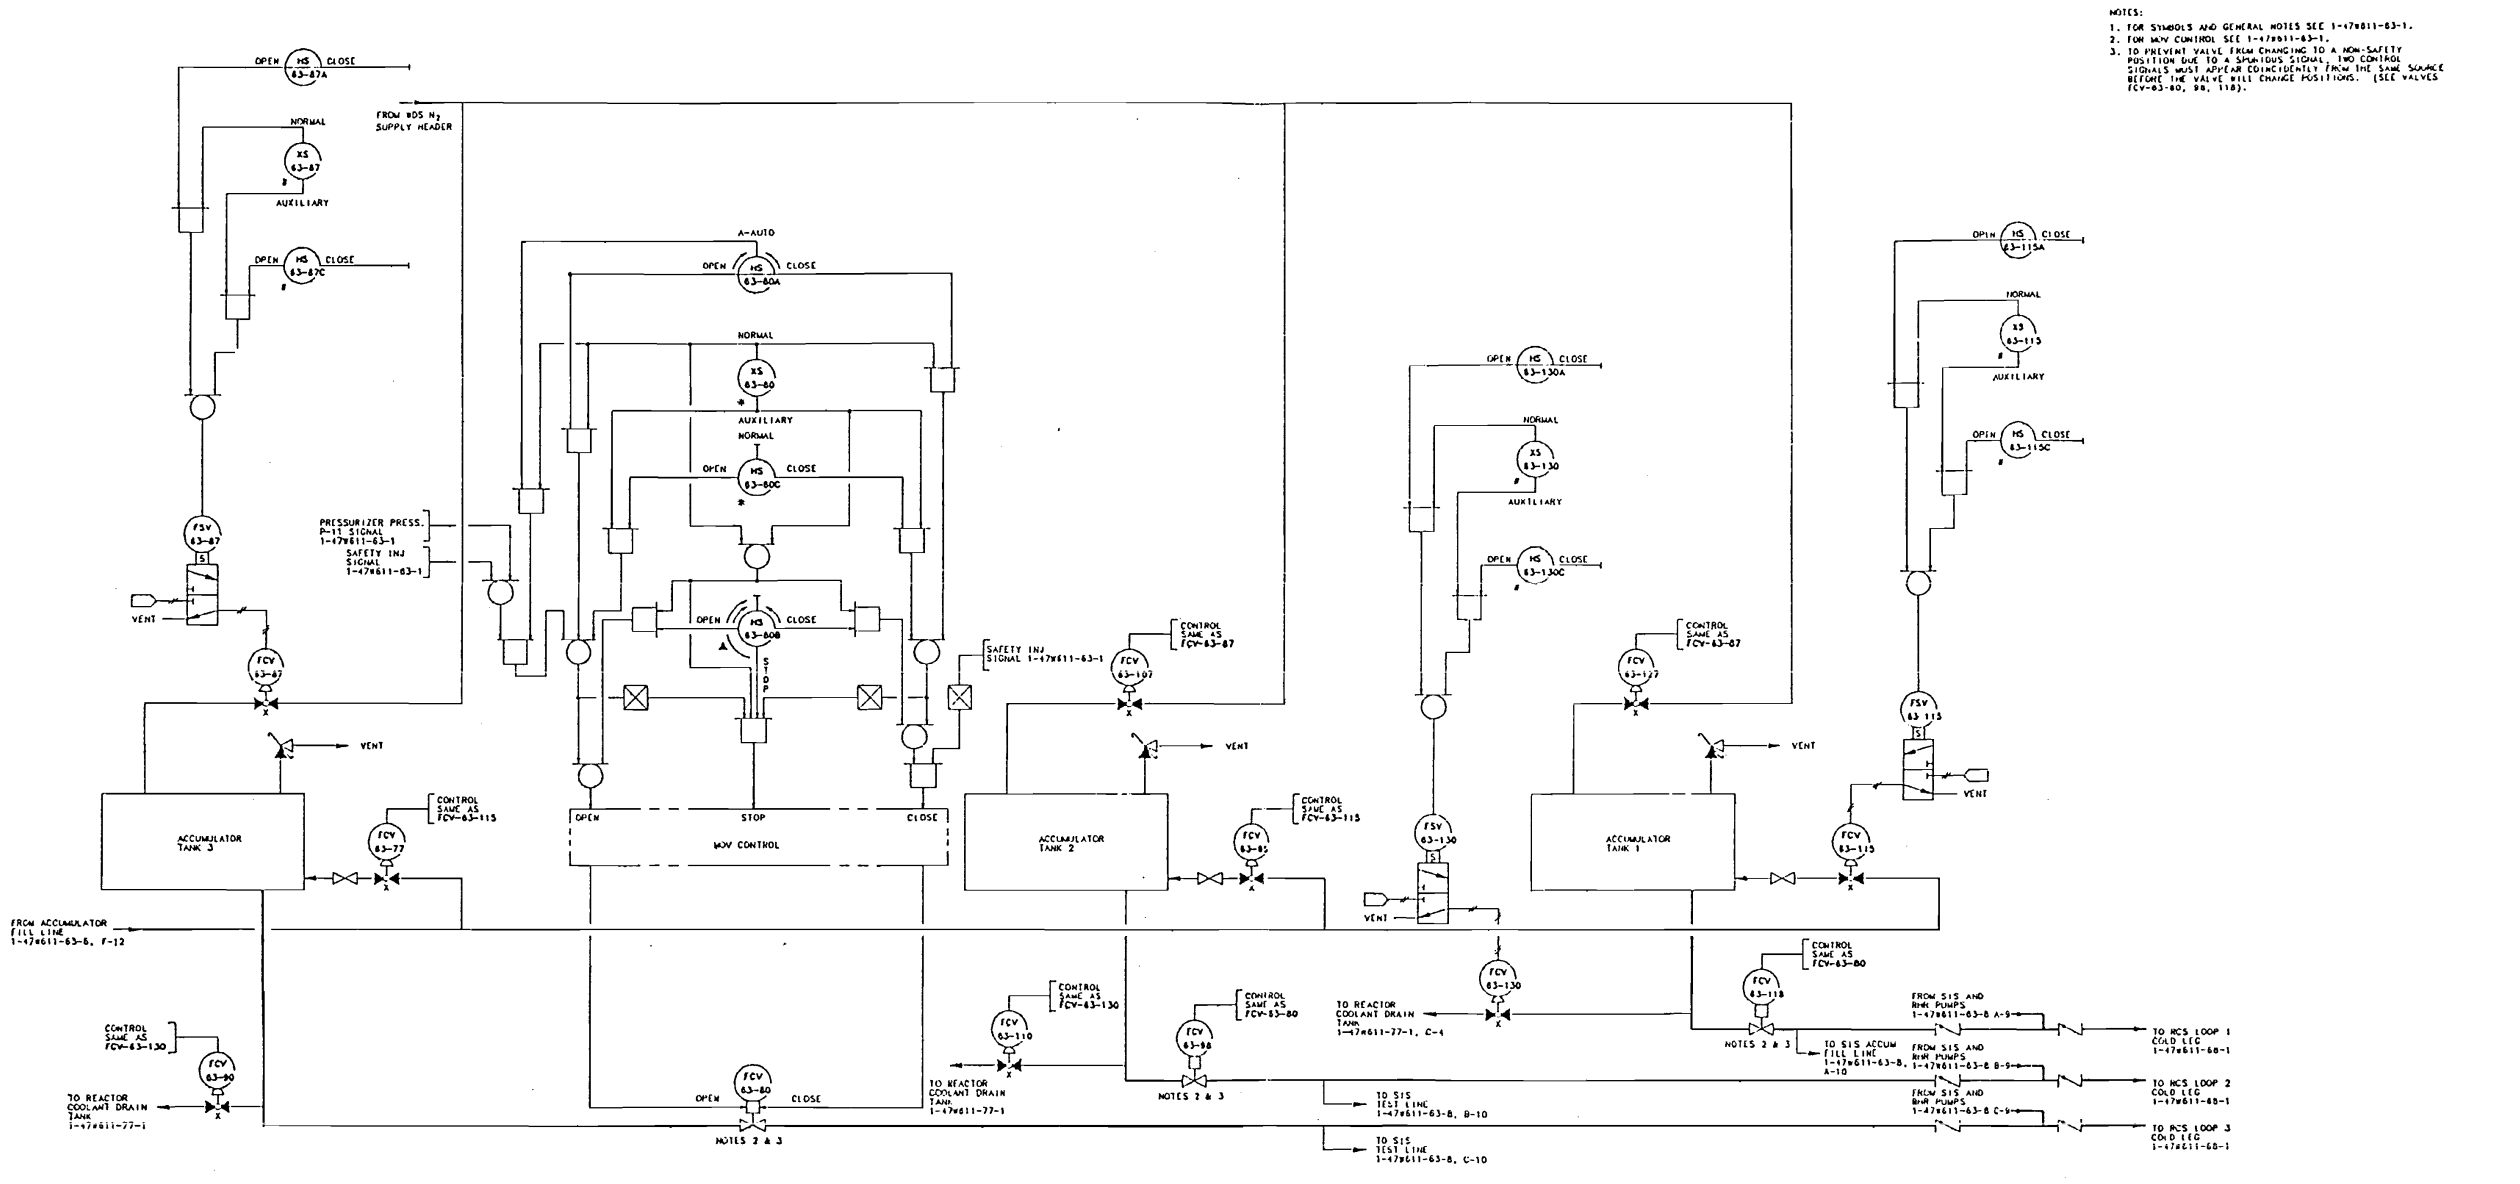 NOTES:
1. FOR SYMBOLS AND GENERAL NOTES SEE 1-47W611-63-1.
2. FOR MOV CONTROL SEE 1-47W611-63-1.
3. TO PREVENT VALVE FROM CHANGING TO A NON-SAFETY
POSITION DUE TO A SPURIOUS SIGNAL, TWO CONTROL
SIGNALS MUST APPEAR COINCIDENTLY FROM THE SAME SOURCE
BEFORE THE VALVE WILL CHANGE POSITIONS. (SEE VALVES
FCV-63-80, 98, 118).
OPEN HS CLOSE
63-87A
FROM WDS N2
SUPPLY HEADER
NORMAL
XS
63-87
#
AUXILIARY
OPEN HS CLOSE
63-87C
#
FSV
63-87
S
VENT
FCV
63-87
X
VENT
ACCUMULATOR
TANK 3
CONTROL
SAME AS
FCV-63-115
FCV
63-77
X
FROM ACCUMULATOR
FILL LINE
1-47W611-63-8, F-12
CONTROL
SAME AS
FCV-63-130
FCV
63-90
X
TO REACTOR
COOLANT DRAIN
TANK
1-47W611-77-1
A-AUTO
OPEN HS CLOSE
63-80A
NORMAL
XS
63-80
*
AUXILIARY
NORMAL
OPEN HS CLOSE
63-80C
*
PRESSURIZER PRESS.
P-11 SIGNAL
1-47W611-63-1
SAFETY INJ
SIGNAL
1-47W611-63-1
OPEN HS CLOSE
63-80B
STOP
SAFETY INJ
SIGNAL 1-47W611-63-1
OPEN STOP CLOSE
MOV CONTROL
FCV
63-80
OPEN CLOSE
NOTES 2 & 3
CONTROL
SAME AS
FCV-63-87
FCV
63-107
X
VENT
ACCUMULATOR
TANK 2
CONTROL
SAME AS
FCV-63-115
FCV
63-95
X
CONTROL
SAME AS
FCV-63-130
FCV
63-110
X
TO REACTOR
COOLANT DRAIN
TANK
1-47W611-77-1
CONTROL
SAME AS
FCV-63-80
FCV
63-98
NOTES 2 & 3
TO SIS
TEST LINE
1-47W611-63-8, B-10
TO SIS
TEST LINE
1-47W611-63-8, C-10
OPEN HS CLOSE
63-130A
NORMAL
XS
63-130
#
AUXILIARY
OPEN HS CLOSE
63-130C
#
FSV
63-130
S
VENT
FCV
63-130
X
TO REACTOR
COOLANT DRAIN
TANK
1-47W611-77-1, C-4
CONTROL
SAME AS
FCV-63-87
FCV
63-127
X
VENT
ACCUMULATOR
TANK 1
OPEN HS CLOSE
63-115A
NORMAL
XS
63-115
#
AUXILIARY
OPEN HS CLOSE
63-115C
#
FSV
63-115
S
VENT
FCV
63-115
X
CONTROL
SAME AS
FCV-63-80
FCV
63-118
NOTES 2 & 3
TO SIS ACCUM
FILL LINE
1-47W611-63-8,
A-10
FROM SIS AND
RHR PUMPS
1-47W611-63-8 A-9
TO RCS LOOP 1
COLD LEG
1-47W611-68-1
FROM SIS AND
RHR PUMPS
1-47W611-63-8 B-9
TO RCS LOOP 2
COLD LEG
1-47W611-68-1
FROM SIS AND
RHR PUMPS
1-47W611-63-8 C-9
TO RCS LOOP 3
COLD LEG
1-47W611-68-1